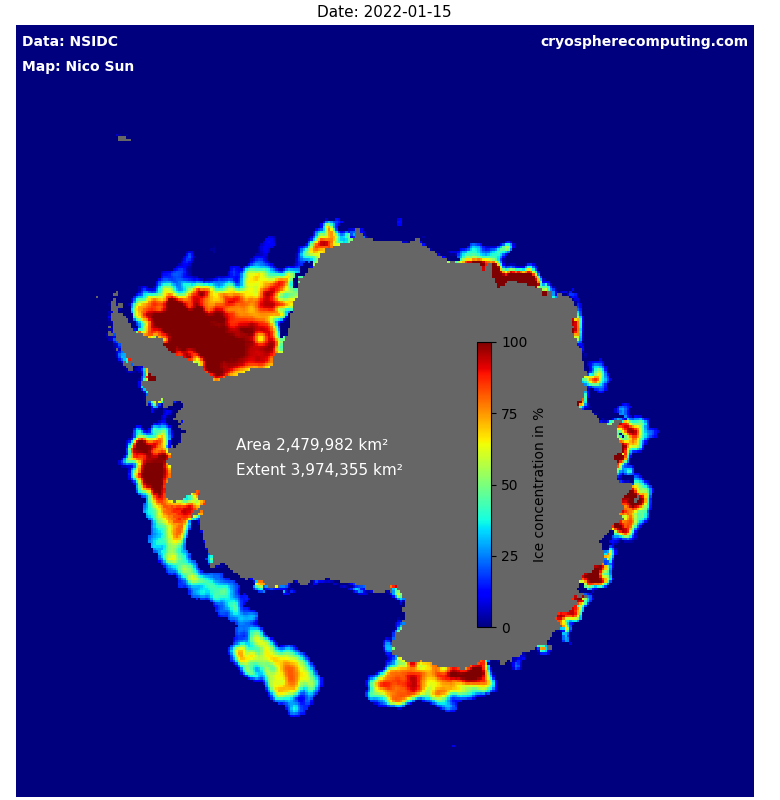 Date: 2022-01-15
Data: NSIDC
cryospherecomputing.com
Map: Nico Sun
100
75
50
25
0
Ice concentration in %
Area 2,479,982 km²
Extent 3,974,355 km²